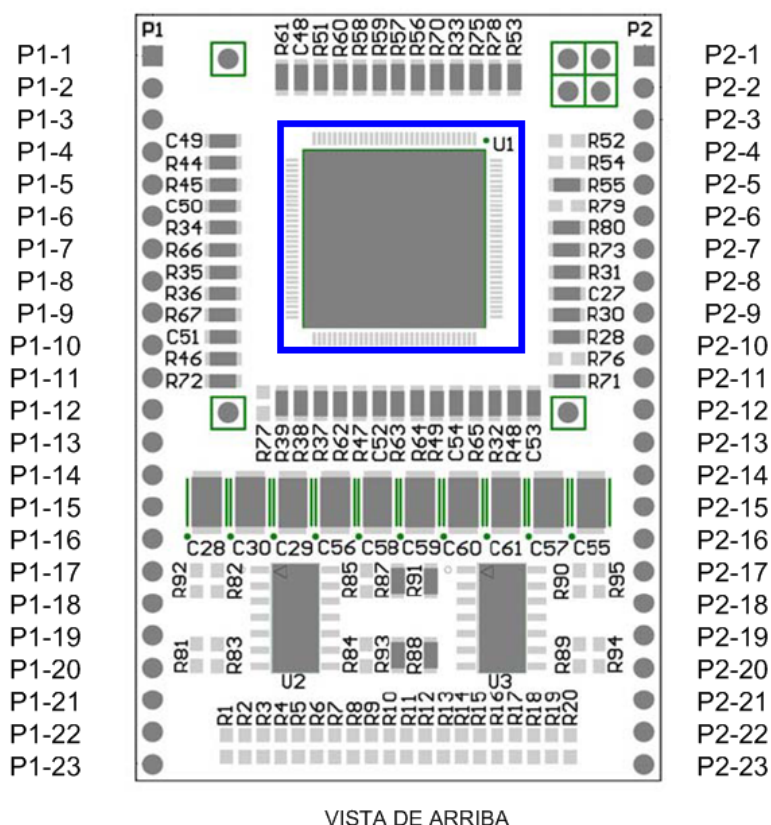 P1 P2
P1-1
P1-2
P1-3
P1-4
P1-5
P1-6
P1-7
P1-8
P1-9
P1-10
P1-11
P1-12
P1-13
P1-14
P1-15
P1-16
P1-17
P1-18
P1-19
P1-20
P1-21
P1-22
P1-23
R61 C48 R51 R60 R58 R59 R57 R56 R70 R33 R75 R78 R53
C49
R44
R45
C50
R34
R66
R35
R36
R67
C51
R46
R72
U1
R52
R54
R55
R79
R80
R73
R31
C27
R30
R28
R76
R71
R77 R39 R38 R37 R62 R47 C52 R63 R64 R49 C54 R65 R32 R48 C53
C28 C30 C29 C56 C58 C59 C60 C61 C57 C55
R92 R82 R85 R87 R91 R90 R95
R81 R83 R84 R93 R88 R89 R94
U2 U3
R1 R2 R3 R4 R5 R6 R7 R8 R9 R10 R11 R12 R13 R14 R15 R16 R17 R18 R19 R20
P2-1
P2-2
P2-3
P2-4
P2-5
P2-6
P2-7
P2-8
P2-9
P2-10
P2-11
P2-12
P2-13
P2-14
P2-15
P2-16
P2-17
P2-18
P2-19
P2-20
P2-21
P2-22
P2-23
VISTA DE ARRIBA